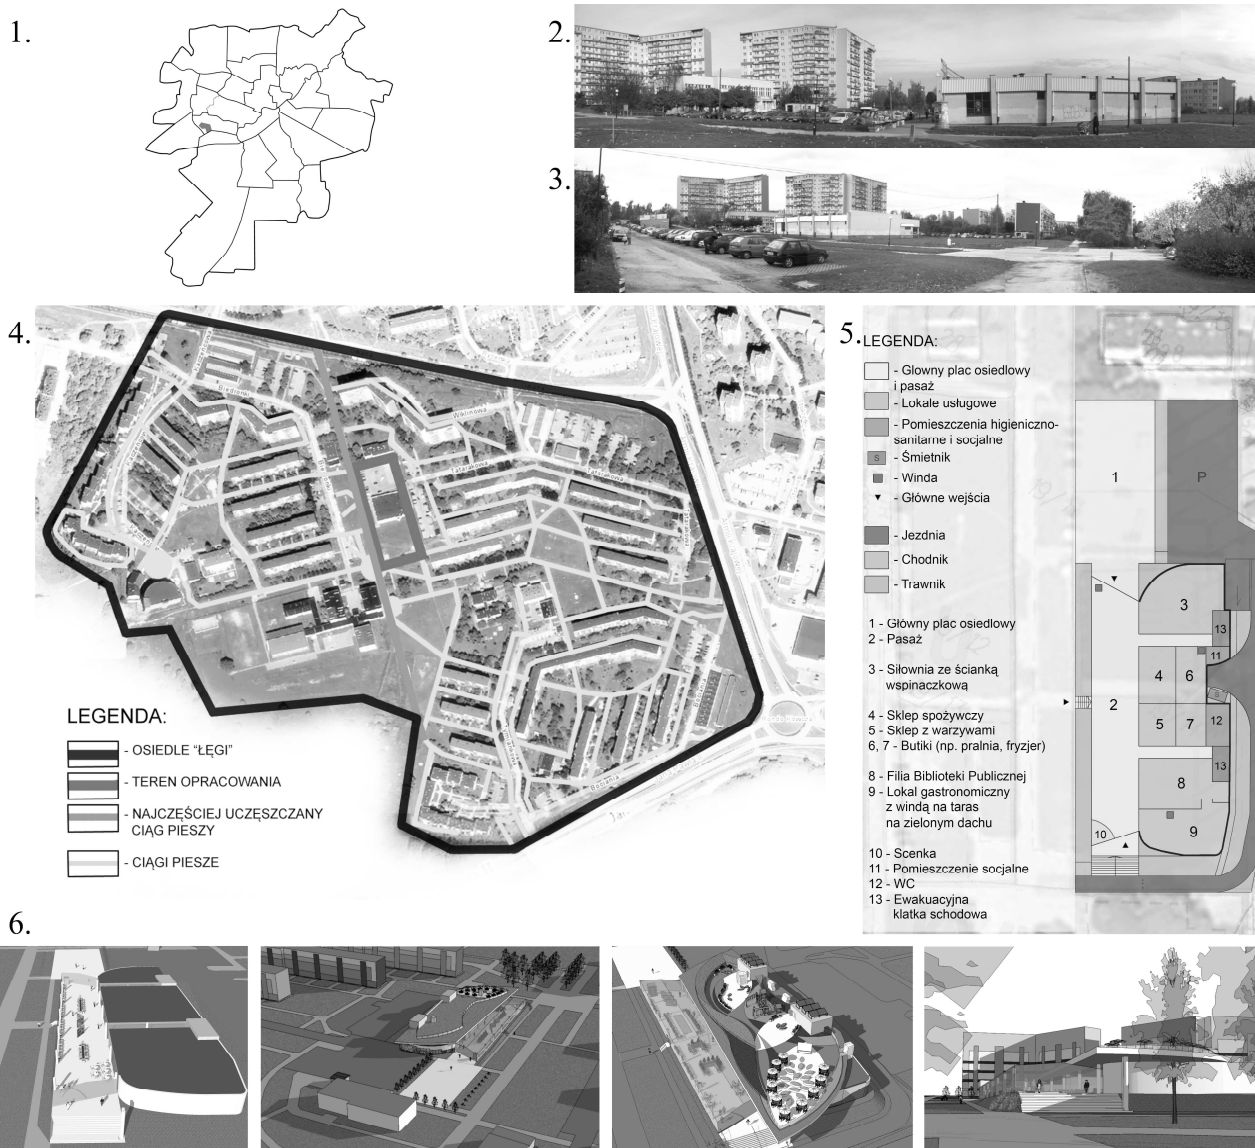 1.
2.
3.
4.
Biedronki
Wiklinowa
Tatarakowa
Tatarakowa
LEGENDA:
- OSIEDLE “ŁĘGI”
- TEREN OPRACOWANIA
- NAJCZĘŚCIEJ UCZĘSZCZANY
CIĄG PIESZY
- CIĄGI PIESZE
5.
LEGENDA:
- Glowny plac osiedlowy
i pasaż
- Lokale usługowe
- Pomieszczenia higieniczno-
sanitarne i socjalne
S - Śmietnik
- Winda
- Główne wejścia
- Jezdnia
- Chodnik
- Trawnik
1 - Główny plac osiedlowy
2 - Pasaż
3 - Siłownia ze ścianką
wspinaczkową
4 - Sklep spożywczy
5 - Sklep z warzywami
6, 7 - Butiki (np. pralnia, fryzjer)
8 - Filia Biblioteki Publicznej
9 - Lokal gastronomiczny
z windą na taras
na zielonym dachu
10 - Scenka
11 - Pomieszczenie socjalne
12 - WC
13 - Ewakuacyjna
klatka schodowa
1
P
3
13
11
4
6
2
5
7
12
13
8
10
9
6.